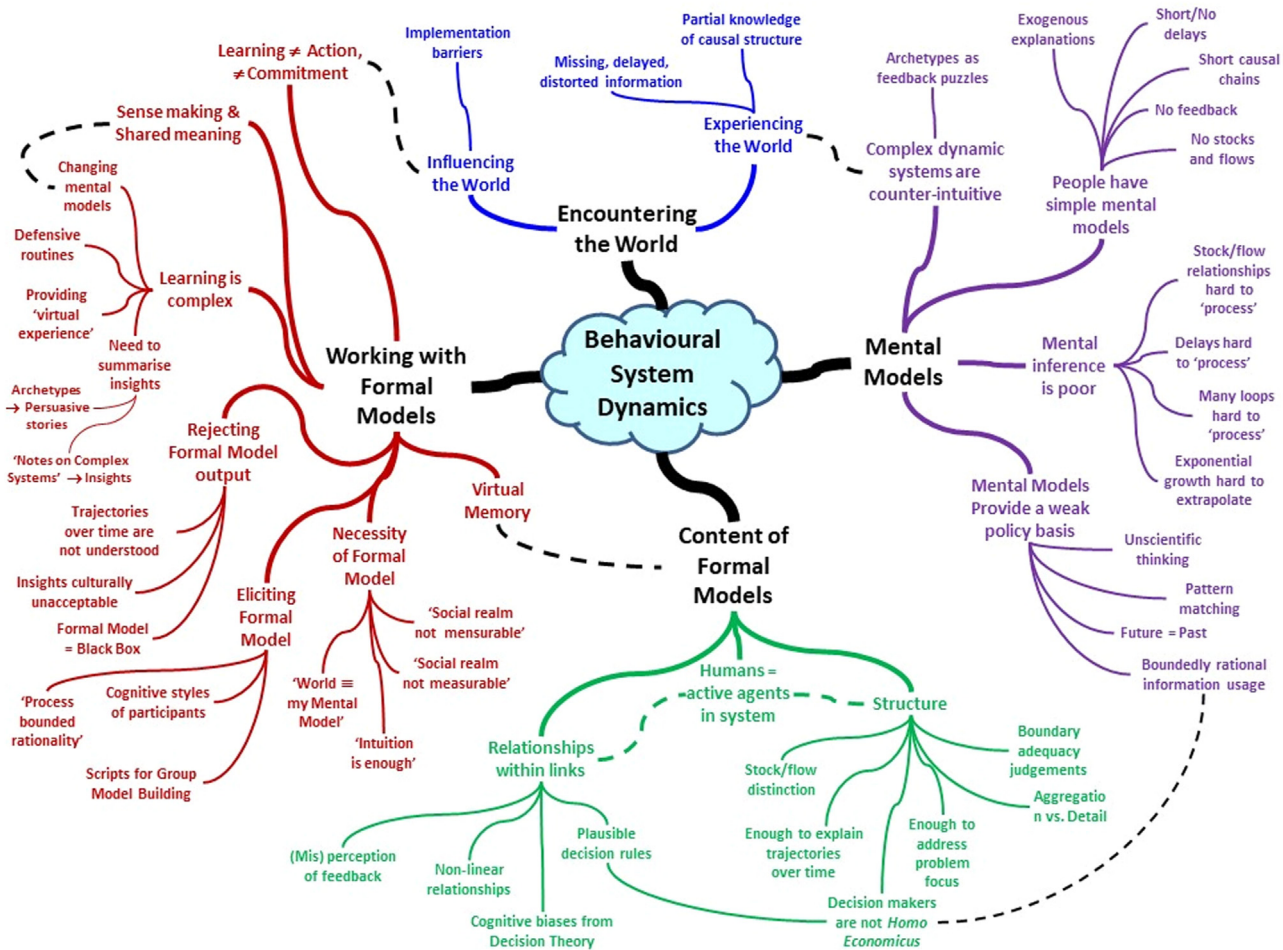 Behavioural
System
Dynamics
Encountering
the World
Influencing
the World
Implementation
barriers
Experiencing
the World
Missing, delayed,
distorted information
Partial knowledge
of causal structure
Mental
Models
Complex dynamic
systems are
counter-intuitive
Archetypes as
feedback puzzles
People have
simple mental
models
Exogenous
explanations
Short/No
delays
Short causal
chains
No feedback
No stocks
and flows
Mental
inference
is poor
Stock/flow
relationships
hard to
‘process’
Delays hard
to ‘process’
Many loops
hard to
‘process’
Exponential
growth hard to
extrapolate
Mental Models
Provide a weak
policy basis
Unscientific
thinking
Pattern
matching
Future = Past
Boundedly rational
information usage
Content of
Formal
Models
Humans =
active agents
in system
Structure
Boundary
adequacy
judgements
Aggregatio
n vs. Detail
Enough to
address
problem
focus
Decision makers
are not Homo
Economicus
Enough to explain
trajectories
over time
Stock/flow
distinction
Relationships
within links
Plausible
decision rules
Cognitive biases from
Decision Theory
Non-linear
relationships
(Mis) perception
of feedback
Working with
Formal
Models
Learning ≠ Action,
≠ Commitment
Sense making &
Shared meaning
Learning is
complex
Changing
mental
models
Defensive
routines
Providing
‘virtual
experience’
Need to
summarise
insights
Archetypes
→ Persuasive
stories
‘Notes on Complex
Systems’ → Insights
Rejecting
Formal Model
output
Trajectories
over time are
not understood
Insights culturally
unacceptable
Formal Model
= Black Box
Eliciting
Formal
Model
‘Process
bounded
rationality’
Cognitive styles
of participants
Scripts for Group
Model Building
Necessity
of Formal
Model
‘Social realm
not mensurable’
‘Social realm
not measurable’
‘World ≡
my Mental
Model’
‘Intuition
is enough’
Virtual
Memory